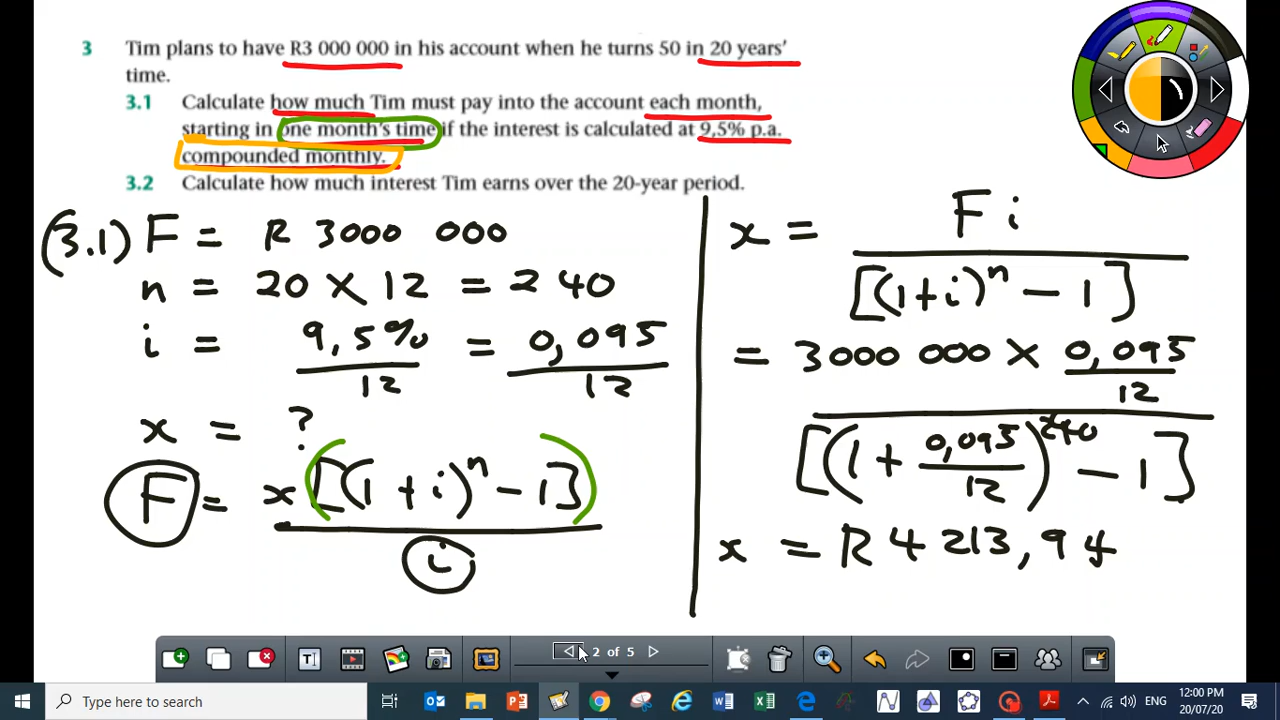 3 Tim plans to have R3 000 000 in his account when he turns 50 in 20 years'
time.
3.1 Calculate how much Tim must pay into the account each month,
starting in one month's time if the interest is calculated at 9,5% p.a.
compounded monthly.
3.2 Calculate how much interest Tim earns over the 20-year period.
(3.1) F = R 3000 000
n = 20 X 12 = 240
i = 9,5%/12 = 0,095/12
x = ?
F = x[(1+i)^n - 1]/i
x = Fi/[(1+i)^n - 1]
= 3000 000 X 0,095/12
[(1 + 0,095/12)^240 - 1]
x = R 4 213,94
2 of 5
Type here to search
ENG
12:00 PM
20/07/20